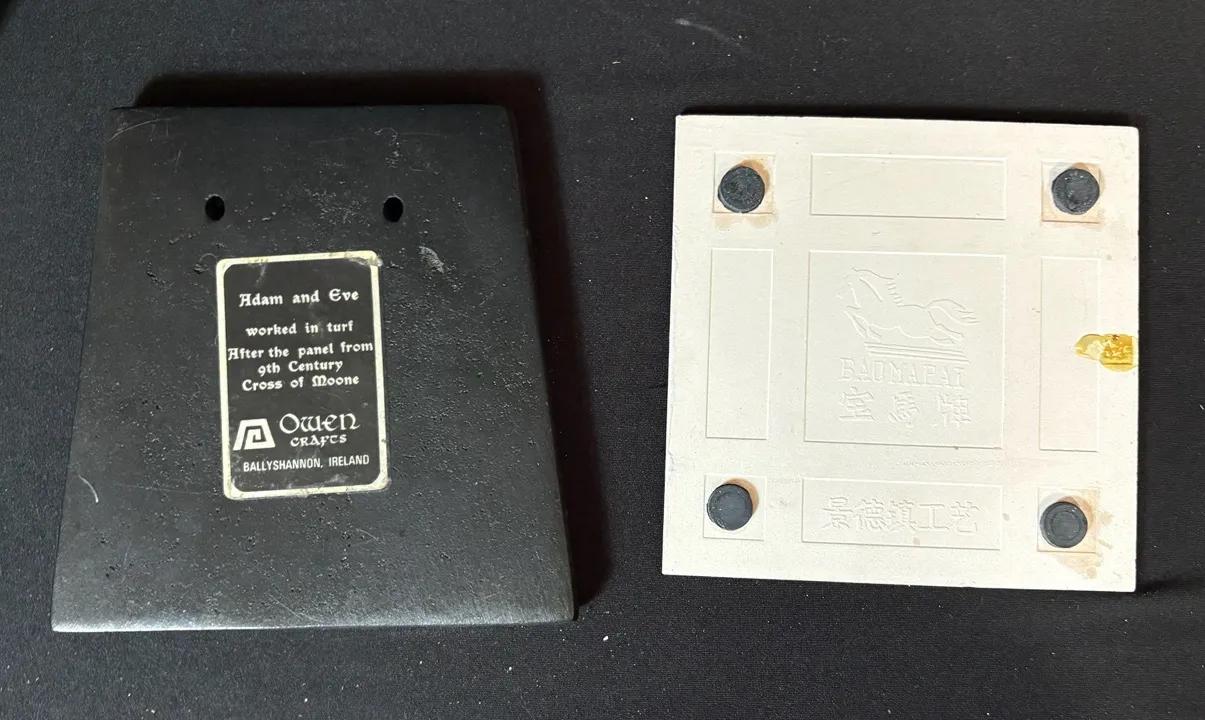 Adam and Eve
worked in turf
After the panel from
9th Century
Cross of Moone
Owen
CRAFTS
BALLYSHANNON, IRELAND
BAOMAPAI
宝馬牌
景德镇工艺